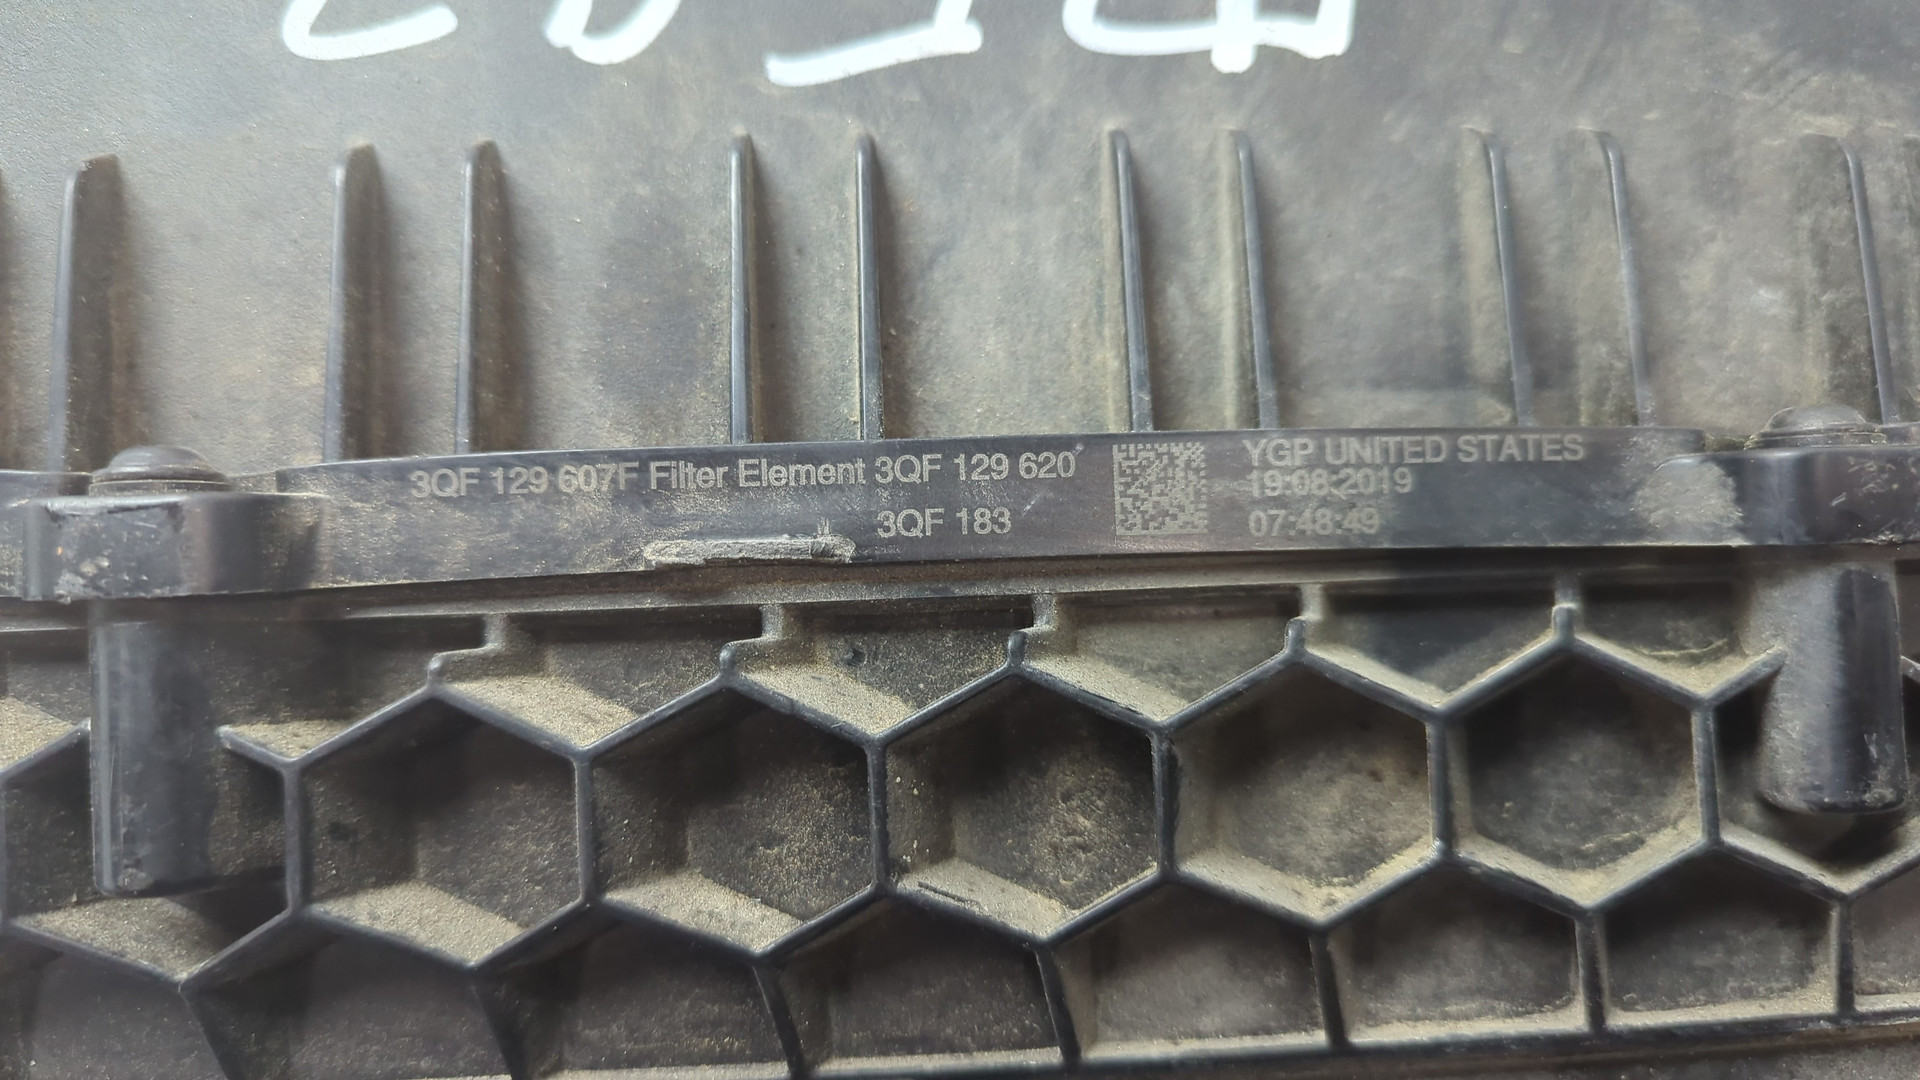 3QF 129 607F Filter Element 3QF 129 620
3QF 183
YGP UNITED STATES
19:08:2019
07:48:49